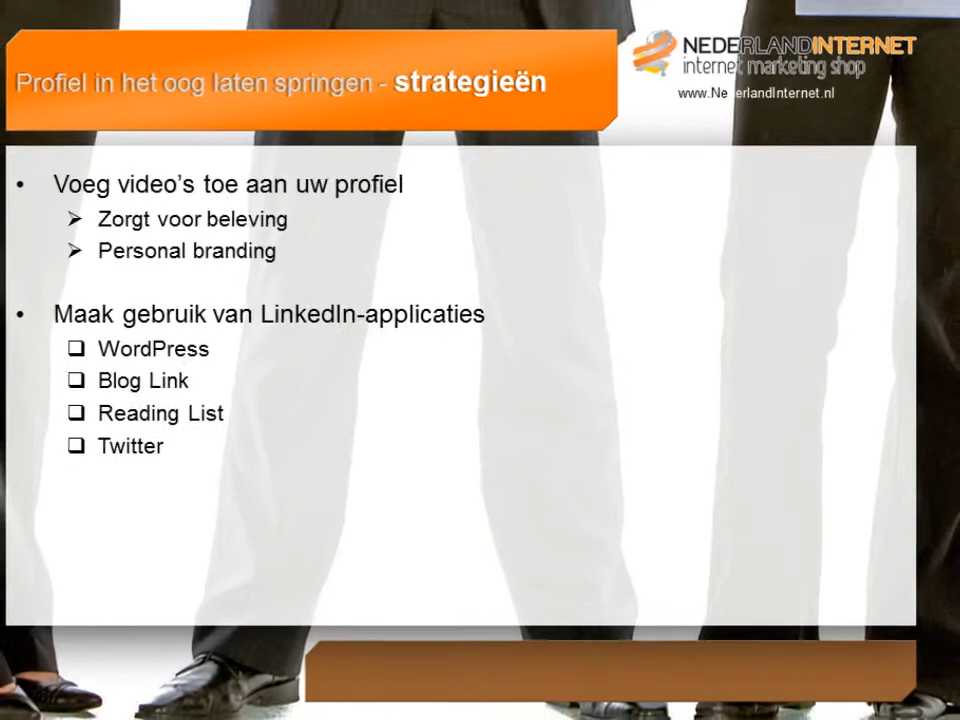 Profiel in het oog laten springen - strategieën
NEDERLANDINTERNET
internet marketing shop
www.NederlandInternet.nl
• Voeg video’s toe aan uw profiel
➢ Zorgt voor beleving
➢ Personal branding
• Maak gebruik van LinkedIn-applicaties
❑ WordPress
❑ Blog Link
❑ Reading List
❑ Twitter